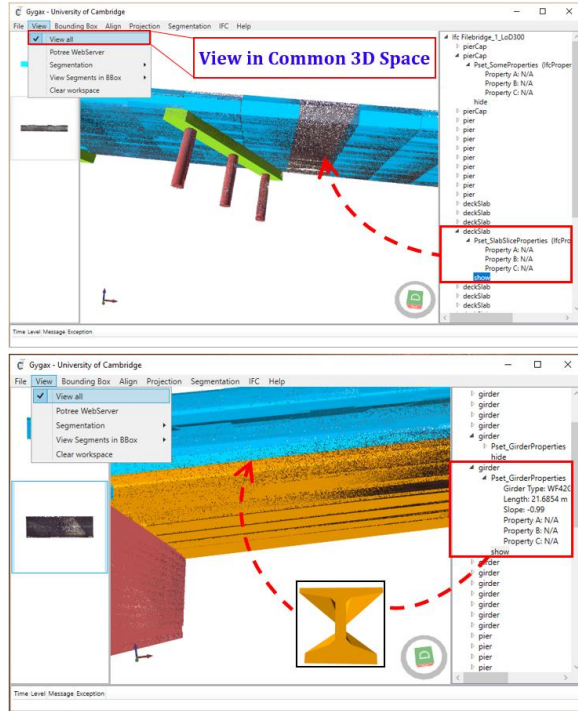 Gygax - University of Cambridge
File View Bounding Box Align Projection Segmentation IFC Help
View all
Potree WebServer
Segmentation
View Segments in BBox
Clear workspace
View in Common 3D Space
Ifc Filebridge_1_LoD300
pierCap
pierCap
Pset_SomeProperties (IfcProper
Property A: N/A
Property B: N/A
Property C: N/A
hide
pierCap
pier
pier
pier
pier
pier
pier
pier
pier
deckSlab
deckSlab
deckSlab
deckSlab
Pset_SlabSliceProperties (IfcPro
Property A: N/A
Property B: N/A
Property C: N/A
show
deckSlab
deckSlab
deckSlab
Time Level Message Exception
Gygax - University of Cambridge
File View Bounding Box Align Projection Segmentation IFC Help
View all
Potree WebServer
Segmentation
View Segments in BBox
Clear workspace
girder
girder
girder
girder
girder
Pset_GirderProperties
hide
girder
Pset_GirderProperties
Girder Type: WF42G
Length: 21.6854 m
Slope: -0.99
Property A: N/A
Property B: N/A
Property C: N/A
show
girder
girder
girder
girder
girder
girder
pier
pier
pier
pier
Time Level Message Exception